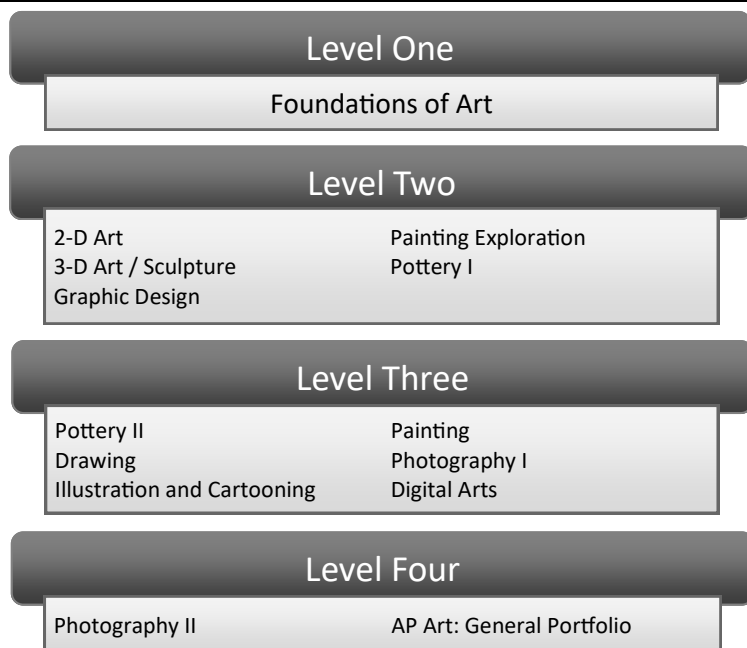 Level One
Foundations of Art
Level Two
2-D Art
3-D Art / Sculpture
Graphic Design
Painting Exploration
Pottery I
Level Three
Pottery II
Drawing
Illustration and Cartooning
Painting
Photography I
Digital Arts
Level Four
Photography II
AP Art: General Portfolio